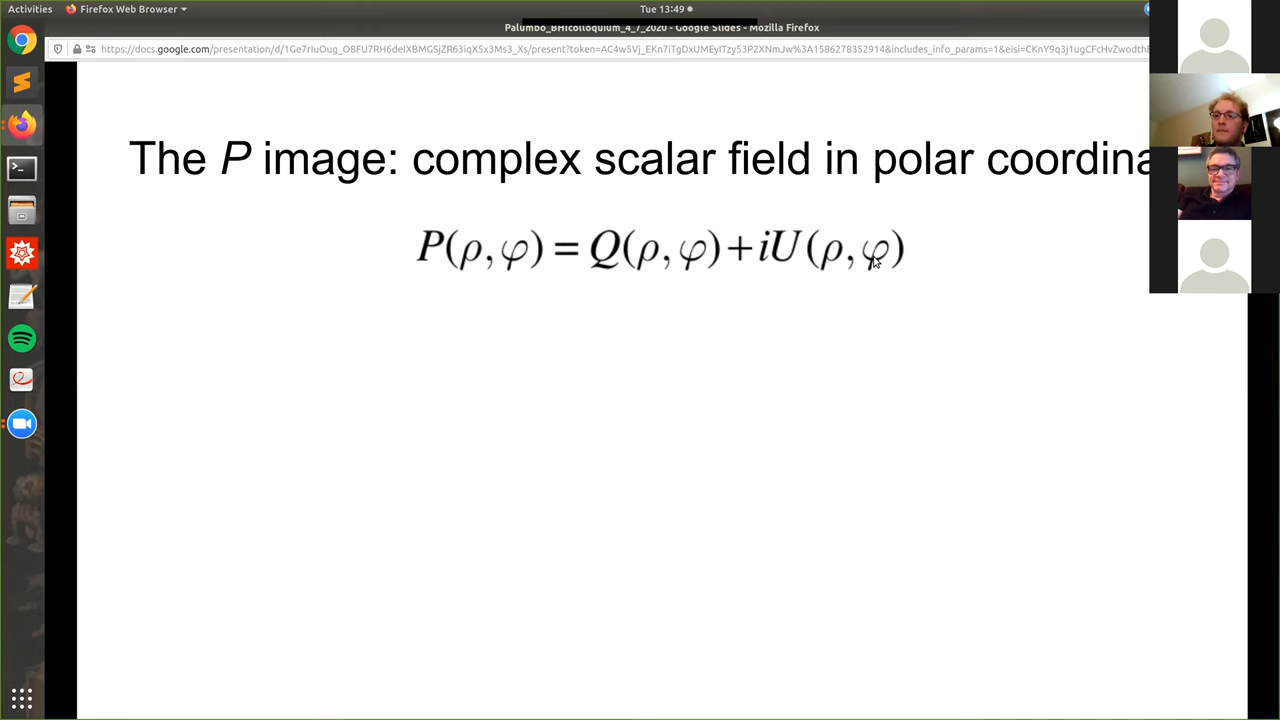 Activities
Firefox Web Browser
Tue 13:49
Palumbo_BHIcolloquium_4_7_2020 - Google Slides - Mozilla Firefox
The P image: complex scalar field in polar coordina
P(ρ,φ) = Q(ρ,φ)+iU(ρ,φ)